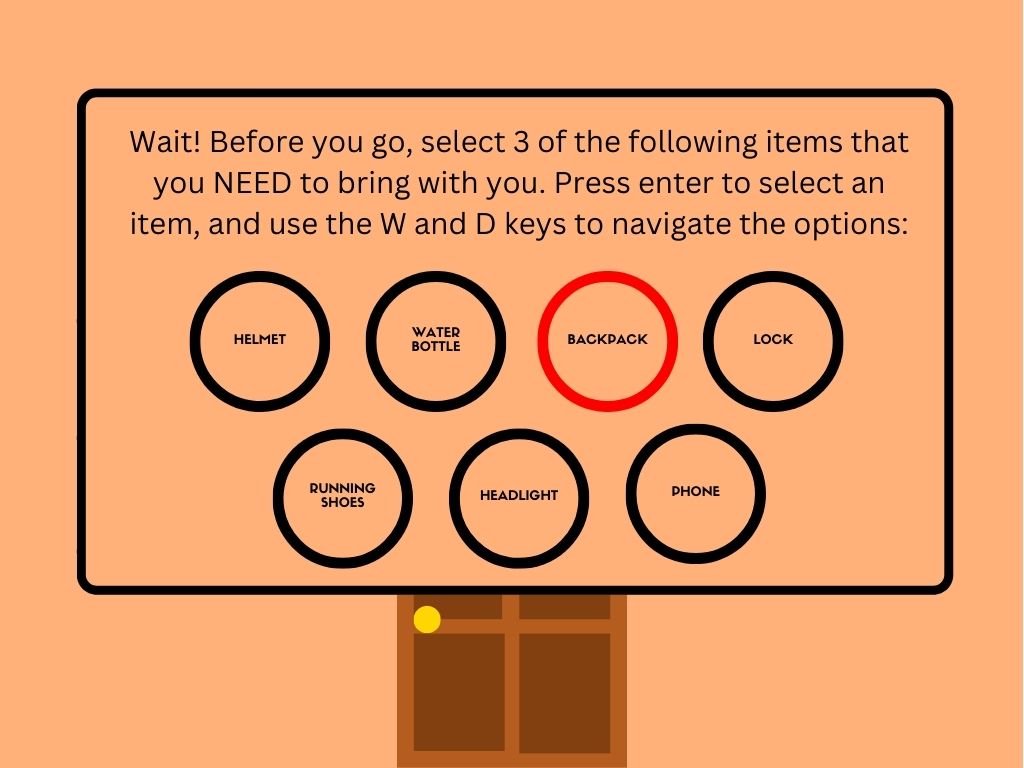 Wait! Before you go, select 3 of the following items that
you NEED to bring with you. Press enter to select an
item, and use the W and D keys to navigate the options:
HELMET
WATER
BOTTLE
BACKPACK
LOCK
RUNNING
SHOES
HEADLIGHT
PHONE